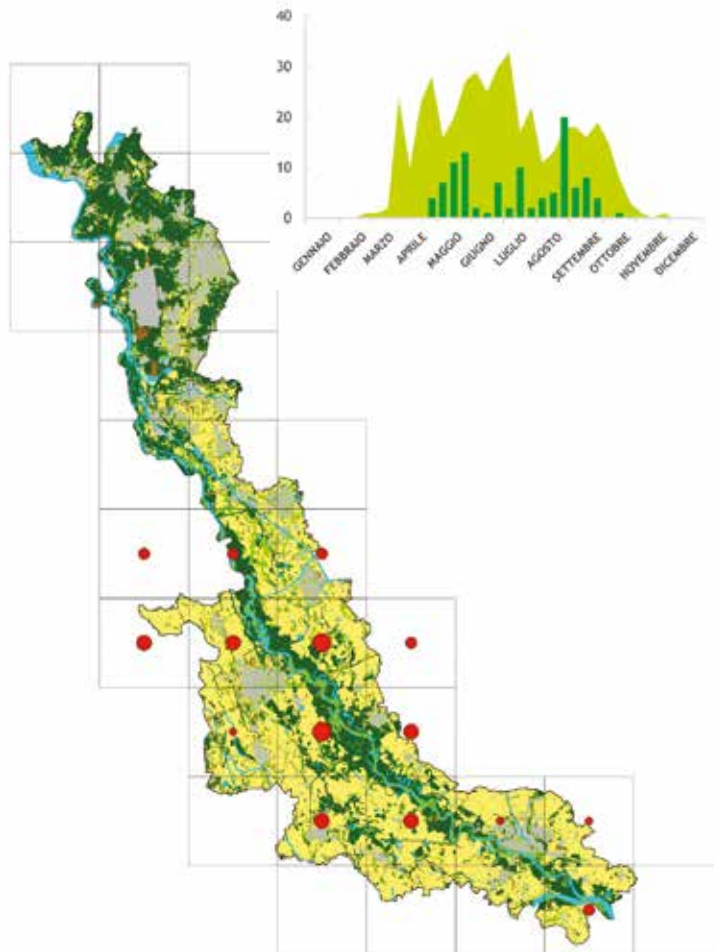 40
30
20
10
0
GENNAIO
FEBBRAIO
MARZO
APRILE
MAGGIO
GIUGNO
LUGLIO
AGOSTO
SETTEMBRE
OTTOBRE
NOVEMBRE
DICEMBRE